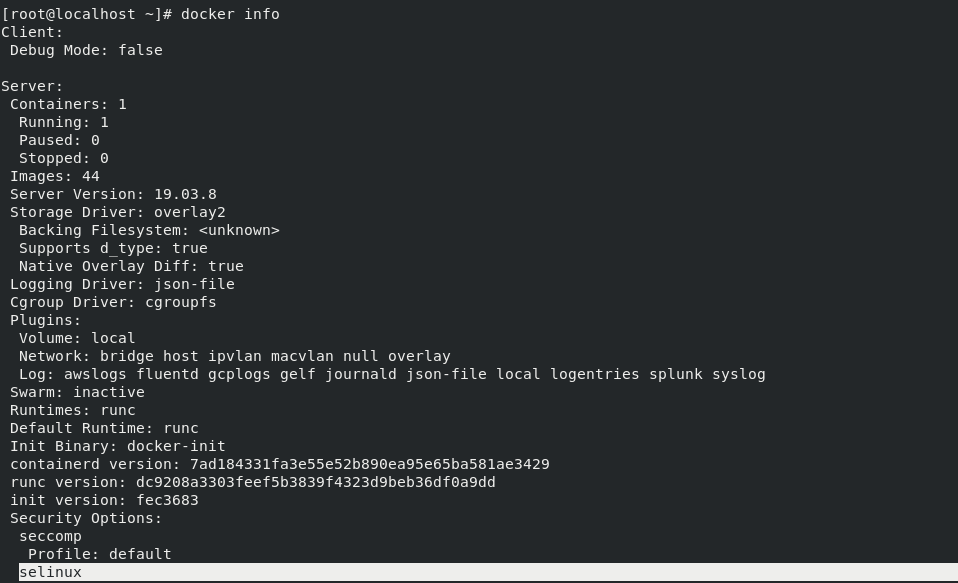 [root@localhost ~]# docker info
Client:
 Debug Mode: false

Server:
 Containers: 1
  Running: 1
  Paused: 0
  Stopped: 0
 Images: 44
 Server Version: 19.03.8
 Storage Driver: overlay2
  Backing Filesystem: <unknown>
  Supports d_type: true
  Native Overlay Diff: true
 Logging Driver: json-file
 Cgroup Driver: cgroupfs
 Plugins:
  Volume: local
  Network: bridge host ipvlan macvlan null overlay
  Log: awslogs fluentd gcplogs gelf journald json-file local logentries splunk syslog
 Swarm: inactive
 Runtimes: runc
 Default Runtime: runc
 Init Binary: docker-init
 containerd version: 7ad184331fa3e55e52b890ea95e65ba581ae3429
 runc version: dc9208a3303feef5b3839f4323d9beb36df0a9dd
 init version: fec3683
 Security Options:
  seccomp
   Profile: default
  selinux